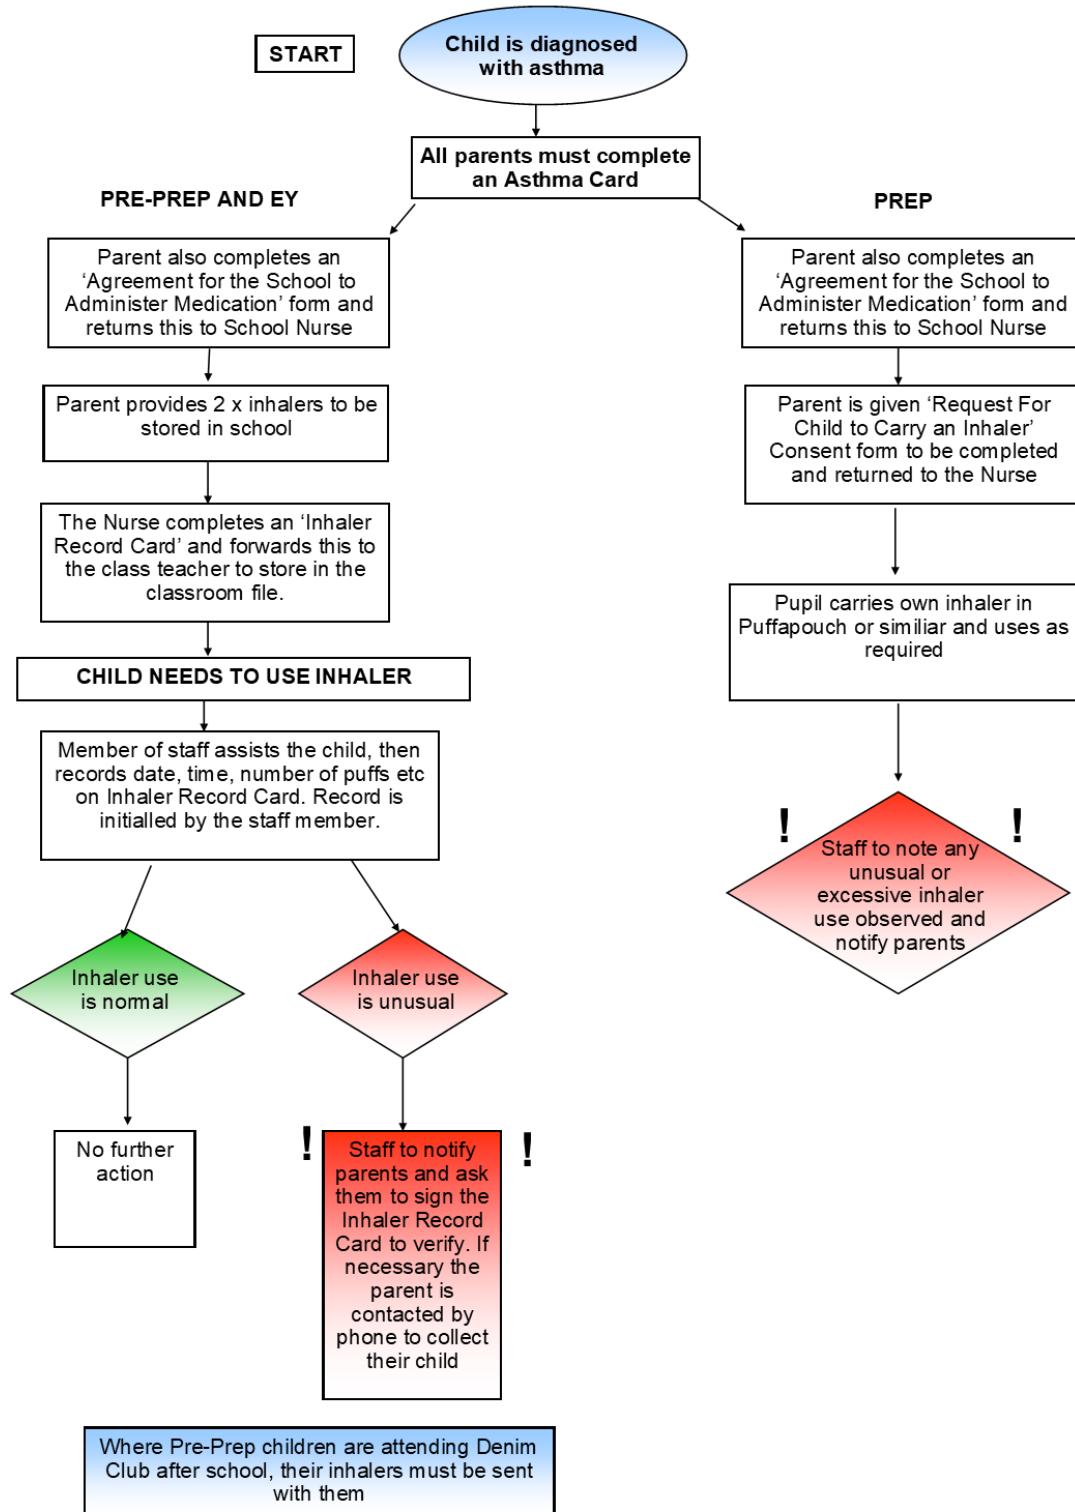 START
Child is diagnosed
with asthma
All parents must complete
an Asthma Card
PRE-PREP AND EY
PREP
Parent also completes an
‘Agreement for the School to
Administer Medication’ form and
returns this to School Nurse
Parent provides 2 x inhalers to be
stored in school
The Nurse completes an ‘Inhaler
Record Card’ and forwards this to
the class teacher to store in the
classroom file.
CHILD NEEDS TO USE INHALER
Member of staff assists the child, then
records date, time, number of puffs etc
on Inhaler Record Card. Record is
initialled by the staff member.
Inhaler use
is normal
Inhaler use
is unusual
No further
action
!
Staff to notify
parents and ask
them to sign the
Inhaler Record
Card to verify. If
necessary the
parent is
contacted by
phone to collect
their child
!
Parent also completes an
‘Agreement for the School to
Administer Medication’ form and
returns this to School Nurse
Parent is given ‘Request For
Child to Carry an Inhaler’
Consent form to be completed
and returned to the Nurse
Pupil carries own inhaler in
Puffapouch or similiar and uses as
required
!
Staff to note any
unusual or
excessive inhaler
use observed and
notify parents
!
Where Pre-Prep children are attending Denim
Club after school, their inhalers must be sent
with them